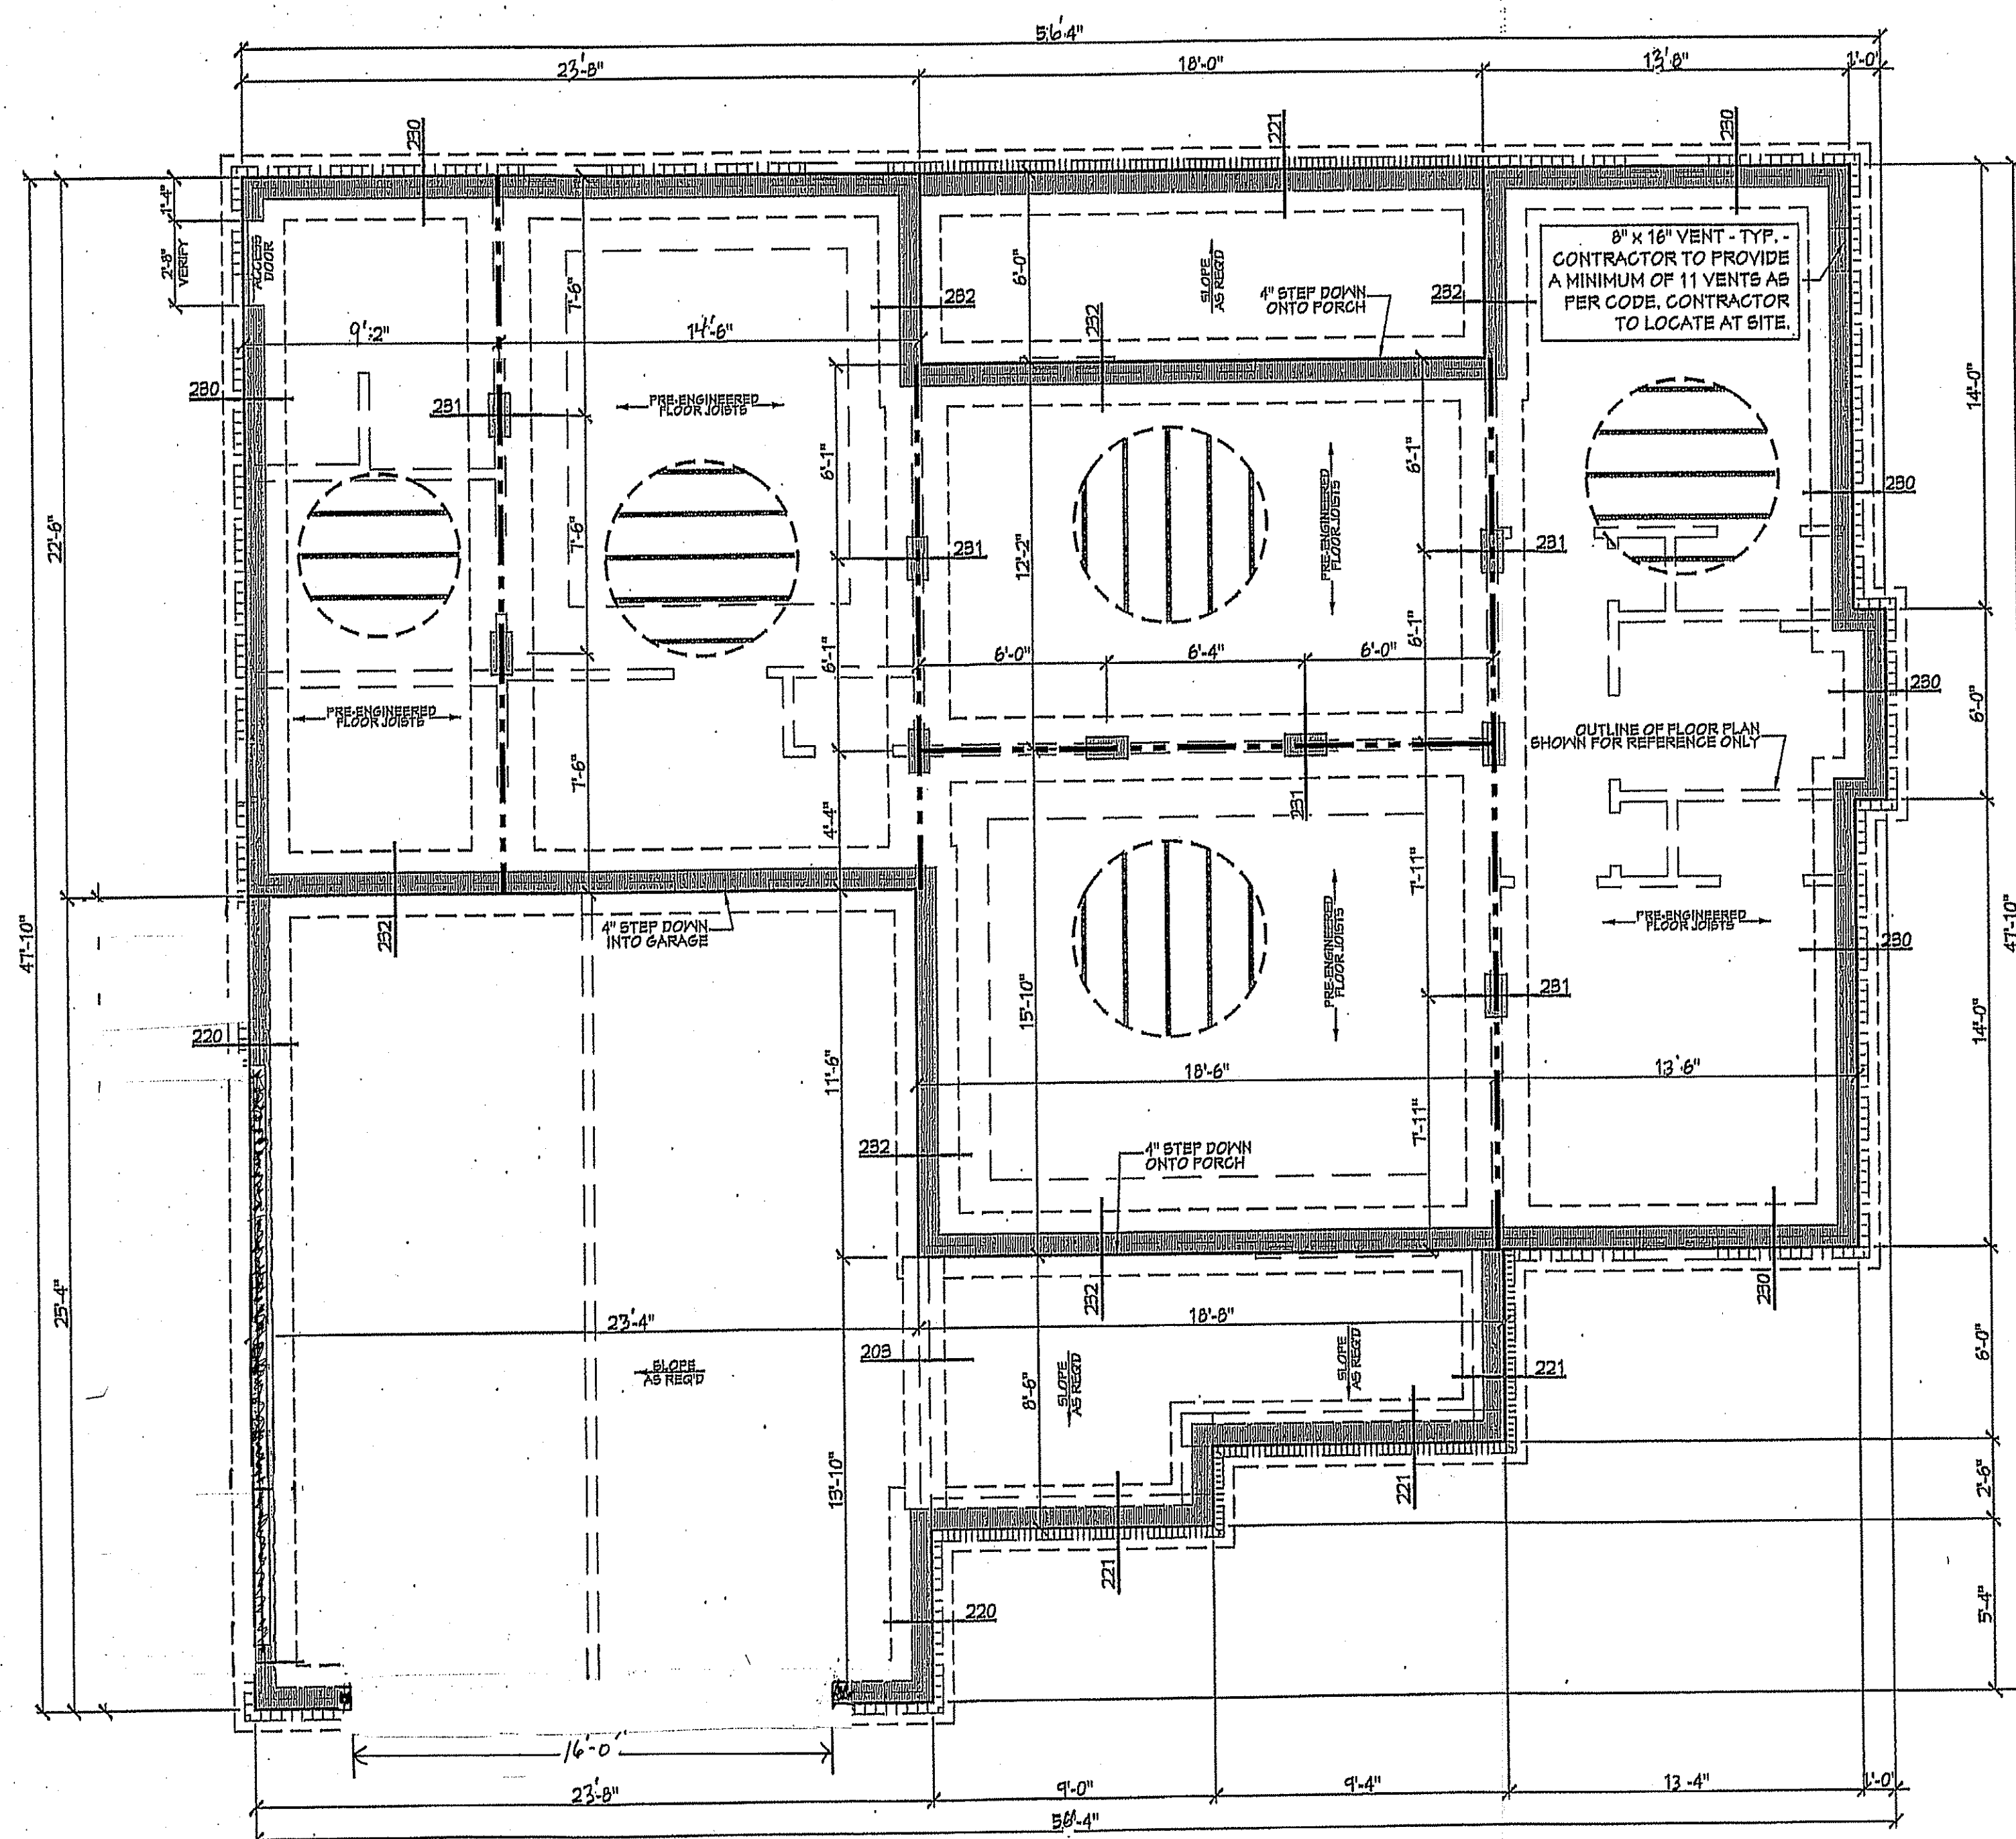 56'4"
23'-8"
18'-0"
13'8"
1'-0"
230
221
230
1'-4"
2'-8"
VERIFY
ACCESS
DOOR
7'-6"
6'-0"
SLOPE
AS REQ'D
4" STEP DOWN
ONTO PORCH
232
232
232
8" x 16" VENT - TYP. -
CONTRACTOR TO PROVIDE
A MINIMUM OF 11 VENTS AS
PER CODE. CONTRACTOR
TO LOCATE AT SITE.
9'-2"
14'-6"
230
231
PRE-ENGINEERED
FLOOR JOISTS
6'-1"
6'-1"
14'-0"
22'-6"
7'-6"
231
12'-2"
PRE-ENGINEERED
FLOOR JOISTS
231
230
6'-1"
6'-0"
6'-4"
6'-0"
6'-1"
230
6'-0"
PRE-ENGINEERED
FLOOR JOISTS
7'-6"
4'-4"
231
OUTLINE OF FLOOR PLAN
SHOWN FOR REFERENCE ONLY
47'-10"
47'-10"
232
4" STEP DOWN
INTO GARAGE
7'-11"
PRE-ENGINEERED
FLOOR JOISTS
PRE-ENGINEERED
FLOOR JOISTS
230
231
220
15'-10"
11'-6"
14'-0"
18'-6"
13'6"
7'-11"
232
4" STEP DOWN
ONTO PORCH
25'-4"
232
230
23'-4"
18'-8"
203
SLOPE
AS REQ'D
SLOPE
AS REQ'D
SLOPE
AS REQ'D
221
6'-0"
8'-6"
13'-10"
221
2'-6"
221
220
5'-4"
16'-0"
23'-8"
9'-0"
9'-4"
13-4"
1'-0"
56'-4"